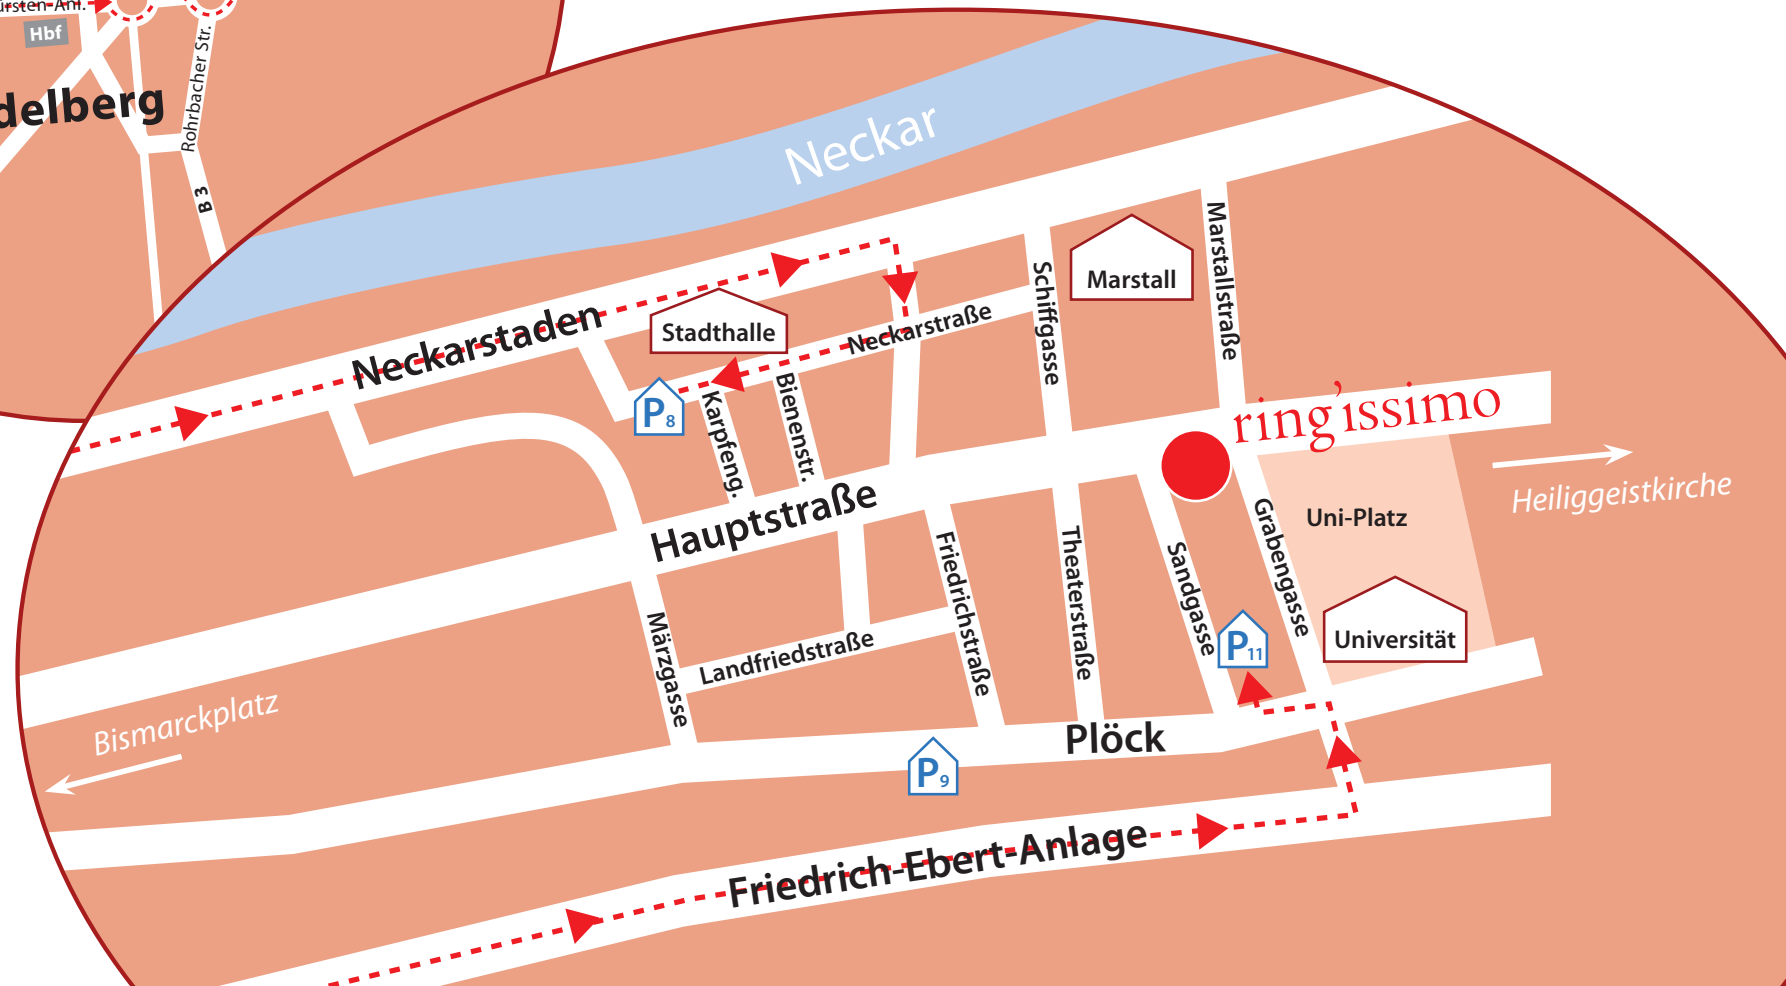 Hbf
delberg
Rohrbacher Str.
B 3
Neckar
Neckarstaden
Stadthalle
Neckarstraße
Schiffgasse
Marstall
Marstallstraße
P8
Karpfeng.
Bienenstr.
ring'issimo
Hauptstraße
Heiliggeistkirche
Uni-Platz
Grabengasse
Sandgasse
Theaterstraße
Friedrichstraße
Märzgasse
Landfriedstraße
P11
Universität
Bismarckplatz
Plöck
P9
Friedrich-Ebert-Anlage